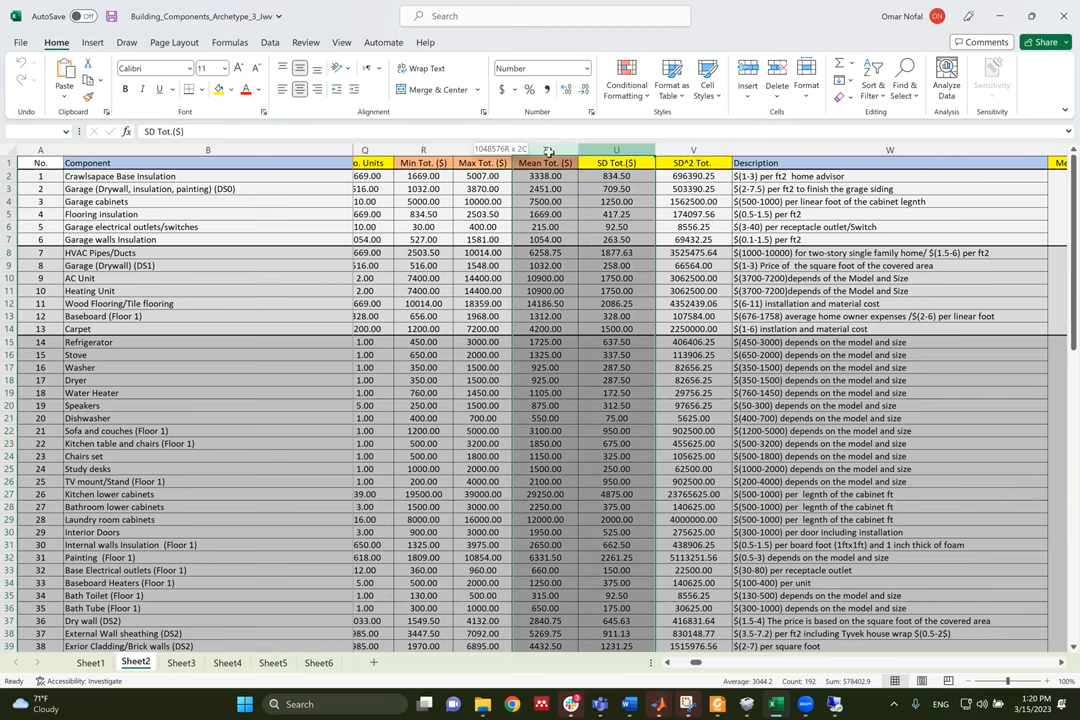 AutoSave Off Building_Components_Archetype_3_Jwv Search Omar Nofal ON
File Home Insert Draw Page Layout Formulas Data Review View Automate Help Comments Share
Calibri 11 Wrap Text Number
Paste B I U A Merge & Center $ % Conditional Formatting Format as Table Cell Styles Insert Delete Format Sort & Filter Find & Select Analyze Data Sensitivity
Undo Clipboard Font Alignment Number Styles Cells Editing Analysis Sensitivity
fx SD Tot.($)
A B Q R 1048576R x 2C U V W
1 No. Component o. Units Min Tot. ($) Max Tot. ($) Mean Tot. ($) SD Tot.($) SD^2 Tot. Description Me
2 1 Crawlsapace Base Insulation 669.00 1669.00 5007.00 3338.00 834.50 696390.25 $(1-3) per ft2 home advisor
3 2 Garage (Drywall, insulation, painting) (DS0) 516.00 1032.00 3870.00 2451.00 709.50 503390.25 $(2-7.5) per ft2 to finish the grage siding
4 3 Garage cabinets 10.00 5000.00 10000.00 7500.00 1250.00 1562500.00 $(500-1000) per linear foot of the cabinet legnth
5 4 Flooring insulation 669.00 834.50 2503.50 1669.00 417.25 174097.56 $(0.5-1.5) per ft2
6 5 Garage electrical outlets/switches 10.00 30.00 400.00 215.00 92.50 8556.25 $(3-40) per receptacle outlet/Switch
7 6 Garage walls Insulation 054.00 527.00 1581.00 1054.00 263.50 69432.25 $(0.1-1.5) per ft2
8 7 HVAC Pipes/Ducts 669.00 2503.50 10014.00 6258.75 1877.63 3525475.64 $(1000-10000) for two-story single family home/ $(1.5-6) per ft2
9 8 Garage (Drywall) (DS1) 516.00 516.00 1548.00 1032.00 258.00 66564.00 $(1-3) Price of the square foot of the covered area
10 9 AC Unit 2.00 7400.00 14400.00 10900.00 1750.00 3062500.00 $(3700-7200)depends of the Model and Size
11 10 Heating Unit 2.00 7400.00 14400.00 10900.00 1750.00 3062500.00 $(3700-7200)depends of the Model and Size
12 11 Wood Flooring/Tile flooring 669.00 10014.00 18359.00 14186.50 2086.25 4352439.06 $(6-11) installation and material cost
13 12 Baseboard (Floor 1) 328.00 656.00 1968.00 1312.00 328.00 107584.00 $(676-1758) average home owner expenses /$(2-6) per linear foot
14 13 Carpet 200.00 1200.00 7200.00 4200.00 1500.00 2250000.00 $(1-6) instlation and material cost
15 14 Refrigerator 1.00 450.00 3000.00 1725.00 637.50 406406.25 $(450-3000) depends on the model and size
16 15 Stove 1.00 650.00 2000.00 1325.00 337.50 113906.25 $(650-2000) depends on the model and size
17 16 Washer 1.00 350.00 1500.00 925.00 287.50 82656.25 $(350-1500) depends on the model and size
18 17 Dryer 1.00 350.00 1500.00 925.00 287.50 82656.25 $(350-1500) depends on the model and size
19 18 Water Heater 1.00 760.00 1450.00 1105.00 172.50 29756.25 $(760-1450) depends on the model and size
20 19 Speakers 5.00 250.00 1500.00 875.00 312.50 97656.25 $(50-300) depends on the model and size
21 20 Dishwasher 1.00 400.00 700.00 550.00 75.00 5625.00 $(400-700) depends on the model and size
22 21 Sofa and couches (Floor 1) 1.00 1200.00 5000.00 3100.00 950.00 902500.00 $(1200-5000) depends on the model and size
23 22 Kitchen table and chairs (Floor 1) 1.00 500.00 3200.00 1850.00 675.00 455625.00 $(500-3200) depends on the model and size
24 23 Chairs set 1.00 500.00 1800.00 1150.00 325.00 105625.00 $(500-1800) depends on the model and size
25 24 Study desks 1.00 1000.00 2000.00 1500.00 250.00 62500.00 $(1000-2000) depends on the model and size
26 25 TV mount/Stand (Floor 1) 1.00 200.00 4000.00 2100.00 950.00 902500.00 $(200-4000) depends on the model and size
27 26 Kitchen lower cabinets 39.00 19500.00 39000.00 29250.00 4875.00 23765625.00 $(500-1000) per legnth of the cabinet ft
28 27 Bathroom lower cabinets 3.00 1500.00 3000.00 2250.00 375.00 140625.00 $(500-1000) per legnth of the cabinet ft
29 28 Laundry room cabinets 16.00 8000.00 16000.00 12000.00 2000.00 4000000.00 $(500-1000) per legnth of the cabinet ft
30 29 Interior Doors 3.00 900.00 3000.00 1950.00 525.00 275625.00 $(300-1000) per door including installation
31 30 Internal walls Insulation (Floor 1) 650.00 1325.00 3975.00 2650.00 662.50 438906.25 $(0.5-1.5) per board foot (1ftx1ft) and 1 inch thick of foam
32 31 Painting (Floor 1) 618.00 1809.00 10854.00 6331.50 2261.25 5113251.56 $(0.5-3) depends on the model and size
33 32 Base Electrical outlets (Floor 1) 12.00 360.00 960.00 660.00 150.00 22500.00 $(30-80) per receptacle outlet
34 33 Baseboard Heaters (Floor 1) 5.00 500.00 2000.00 1250.00 375.00 140625.00 $(100-400) per unit
35 34 Bath Toilet (Floor 1) 1.00 130.00 500.00 315.00 92.50 8556.25 $(130-500) depends on the model and size
36 35 Bath Tube (Floor 1) 1.00 300.00 1000.00 650.00 175.00 30625.00 $(300-1000) depends on the model and size
37 36 Dry wall (DS2) 033.00 1549.50 4132.00 2840.75 645.63 416831.64 $(1.5-4) The price is based on the square foot of the covered area
38 37 External Wall sheathing (DS2) 985.00 3447.50 7092.00 5269.75 911.13 830148.77 $(3.5-7.2) per ft2 including Tyvek house wrap $(0.5-2$)
39 38 Exrior Cladding/Brick walls (DS2) 985.00 1970.00 6895.00 4432.50 1231.25 1515976.56 $(2-7) per square foot
Sheet1 Sheet2 Sheet3 Sheet4 Sheet5 Sheet6
Ready Accessibility: Investigate Average: 3044.2 Count: 192 Sum: 578402.9 100%
71°F
Cloudy
Search
ENG 1:20 PM
3/15/2023